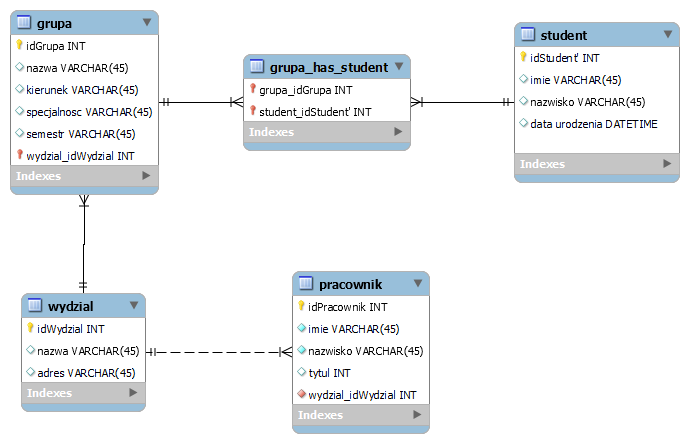 grupa
idGrupa INT
nazwa VARCHAR(45)
kierunek VARCHAR(45)
specjalnosc VARCHAR(45)
semestr VARCHAR(45)
wydzial_idWydzial INT
Indexes
grupa_has_student
grupa_idGrupa INT
student_idStudenť INT
Indexes
student
idStudenť INT
imie VARCHAR(45)
nazwisko VARCHAR(45)
data urodzenia DATETIME
Indexes
wydzial
idWydzial INT
nazwa VARCHAR(45)
adres VARCHAR(45)
Indexes
pracownik
idPracownik INT
imie VARCHAR(45)
nazwisko VARCHAR(45)
tytul INT
wydzial_idWydzial INT
Indexes